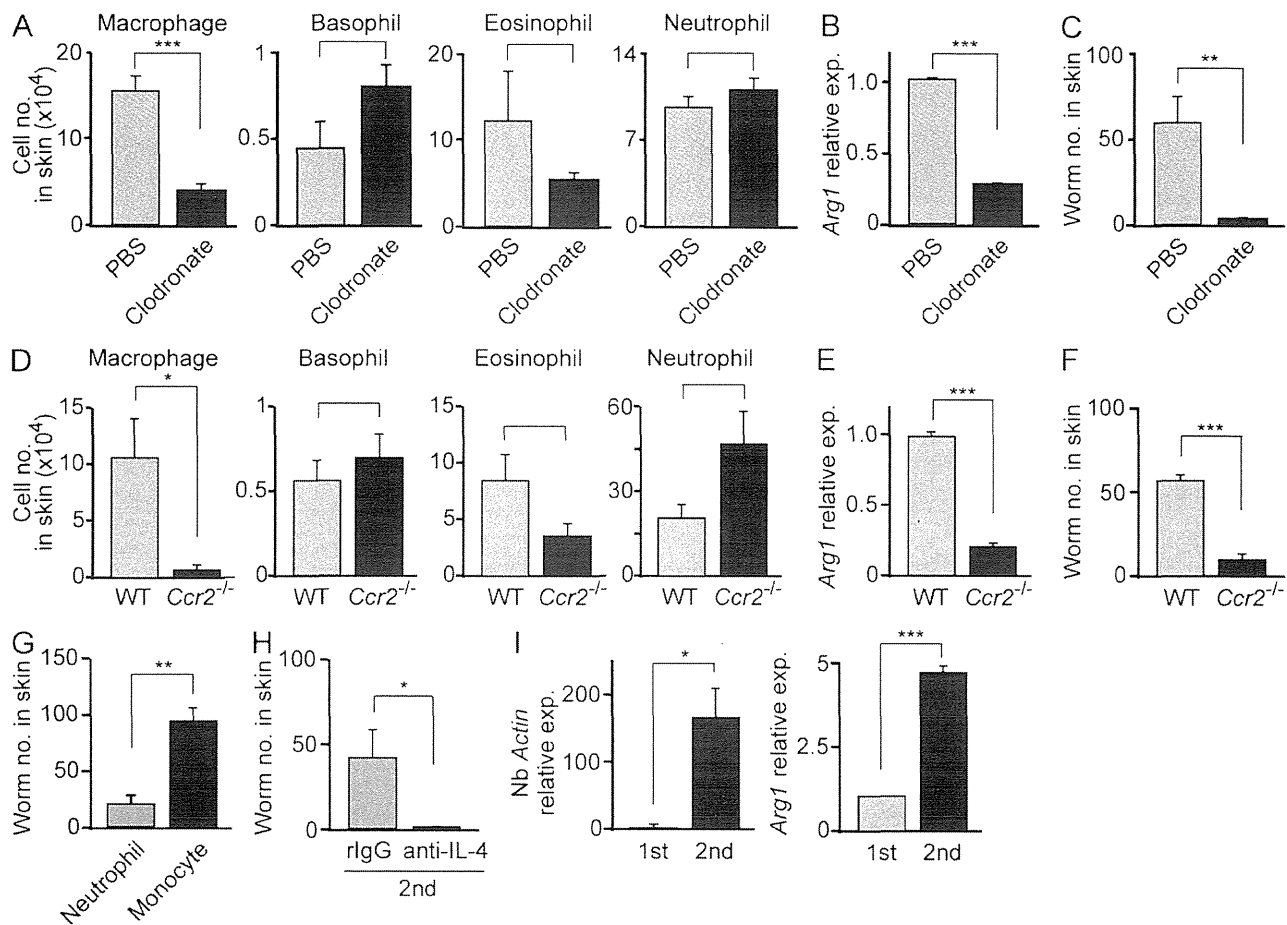 A
Macrophage
Basophil
Eosinophil
Neutrophil
Cell no.
in skin (x10⁴)
20
10
0
***
PBS
Clodronate
1
0.5
0
PBS
Clodronate
20
10
0
PBS
Clodronate
14
7
0
PBS
Clodronate
B
Arg1 relative exp.
1.0
0.5
0
***
PBS
Clodronate
C
Worm no. in skin
100
50
0
**
PBS
Clodronate
D
Macrophage
Basophil
Eosinophil
Neutrophil
Cell no.
in skin (x10⁴)
15
10
5
0
*
WT
Ccr2⁻/⁻
1
0.5
0
WT
Ccr2⁻/⁻
15
10
5
0
WT
Ccr2⁻/⁻
60
30
0
WT
Ccr2⁻/⁻
E
Arg1 relative exp.
1.0
0.5
0
***
WT
Ccr2⁻/⁻
F
Worm no. in skin
100
50
0
***
WT
Ccr2⁻/⁻
G
Worm no. in skin
150
100
50
0
**
Neutrophil
Monocyte
H
Worm no. in skin
100
50
0
*
rIgG
anti-IL-4
2nd
I
Nb Actin
relative exp.
200
100
0
*
1st
2nd
Arg1 relative exp.
5
2.5
0
***
1st
2nd